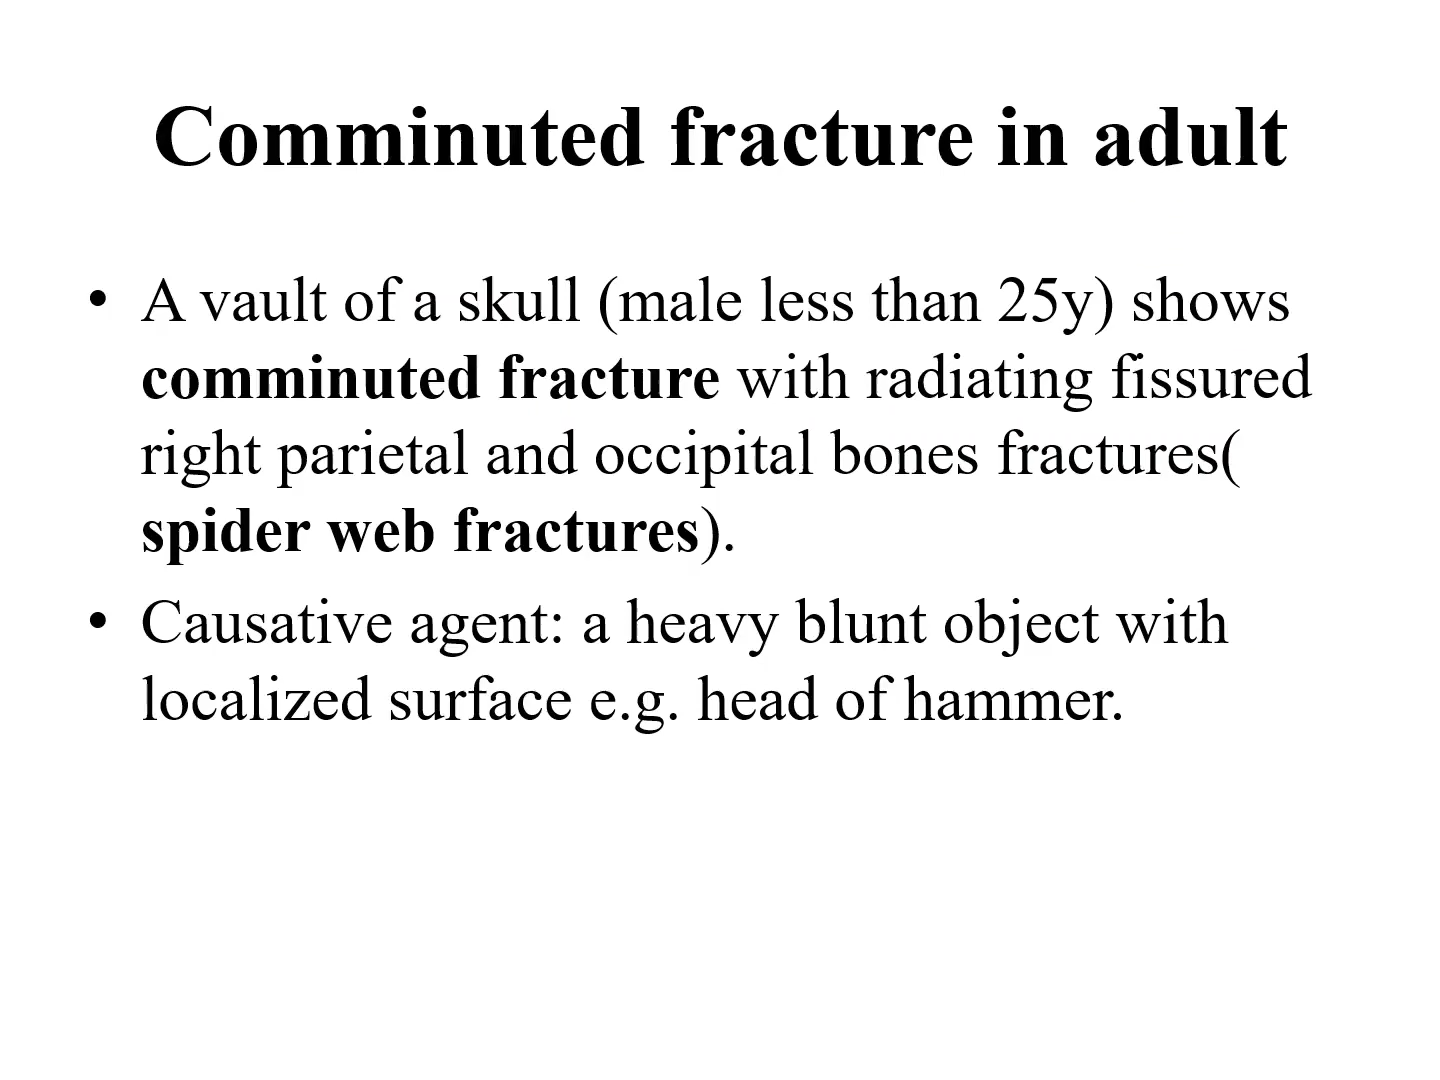 Comminuted fracture in adult
• A vault of a skull (male less than 25y) shows
comminuted fracture with radiating fissured
right parietal and occipital bones fractures(
spider web fractures).
• Causative agent: a heavy blunt object with
localized surface e.g. head of hammer.